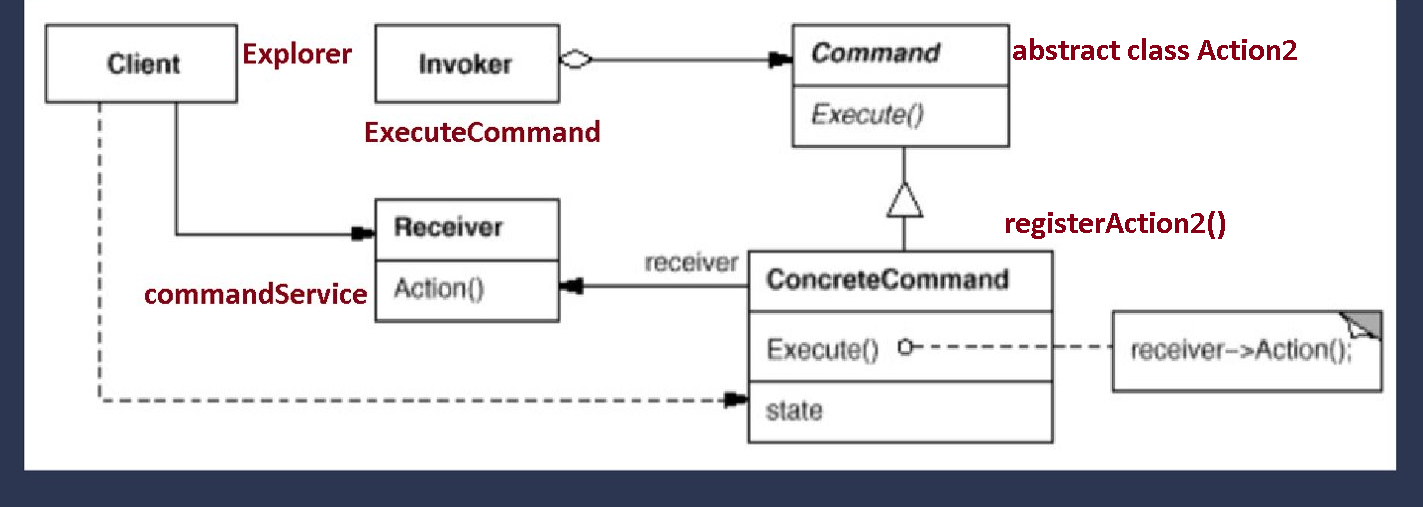 Client
Explorer
Invoker
Command
abstract class Action2
Execute()
ExecuteCommand
Receiver
registerAction2()
receiver
ConcreteCommand
commandService
Action()
Execute()
receiver->Action();
state